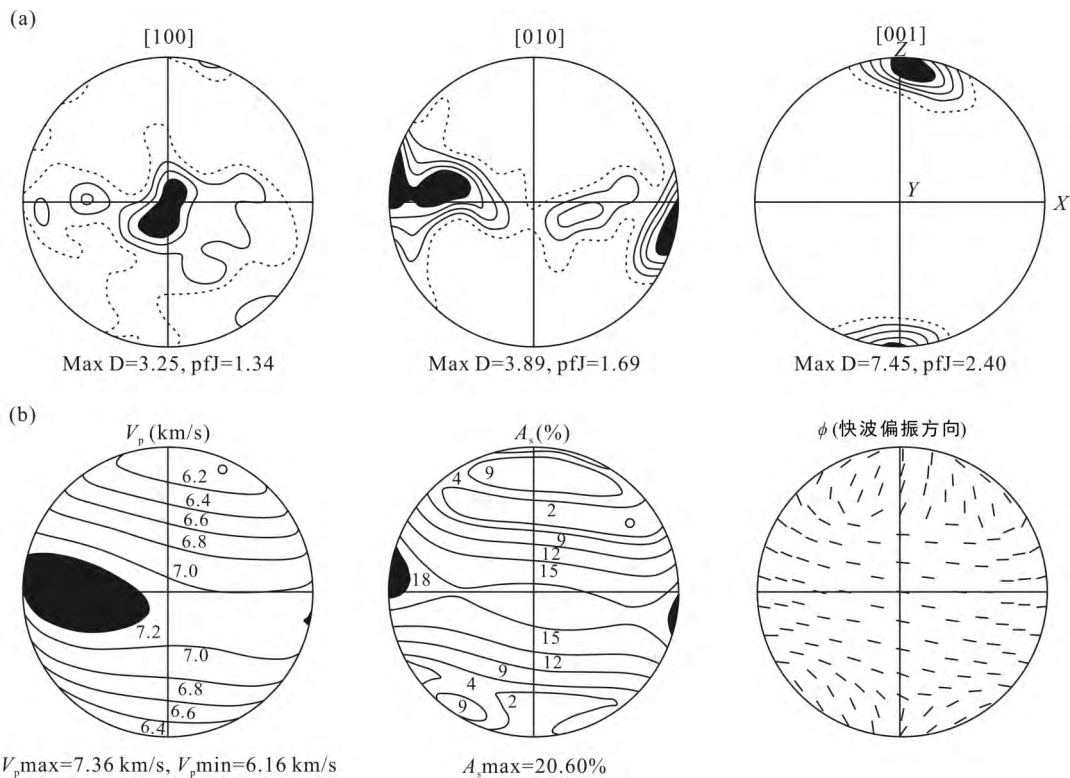 (a)
[100]
[010]
[001]
Z
Y
X
Max D=3.25, pfJ=1.34
Max D=3.89, pfJ=1.69
Max D=7.45, pfJ=2.40
(b)
Vp (km/s)
As(%)
ϕ (快波偏振方向)
6.2
6.4
6.6
6.8
7.0
7.2
7.0
6.8
6.6
6.4
9
4
2
9
12
15
18
15
12
9
4
2
9
Vpmax=7.36 km/s, Vpmin=6.16 km/s
Asmax=20.60%